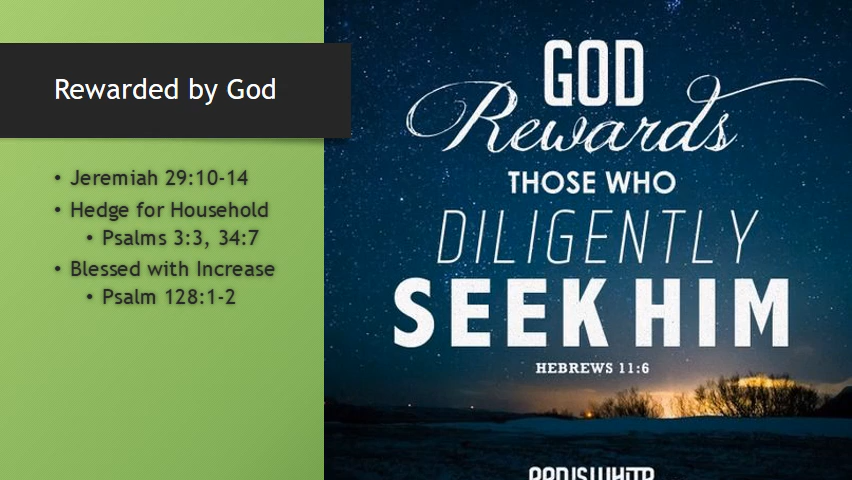 Rewarded by God
• Jeremiah 29:10-14
• Hedge for Household
• Psalms 3:3, 34:7
• Blessed with Increase
• Psalm 128:1-2
GOD
Rewards
THOSE WHO
DILIGENTLY
SEEK HIM
HEBREWS 11:6